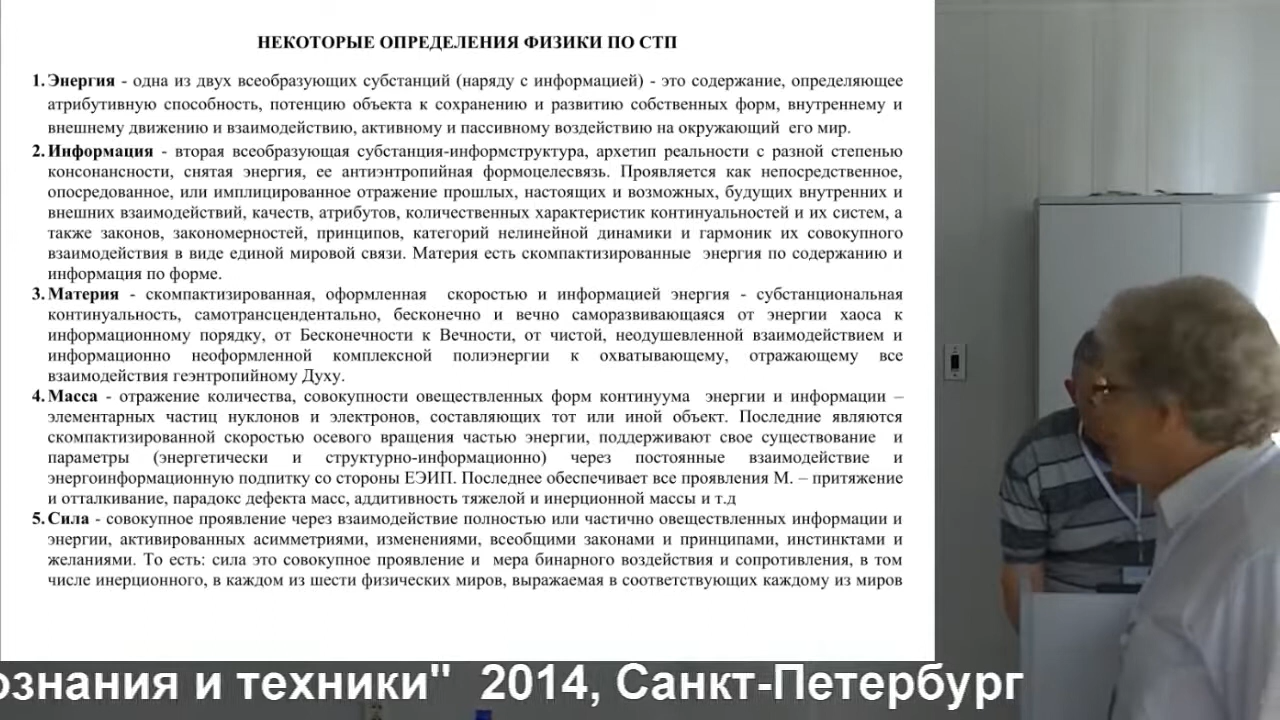 НЕКОТОРЫЕ ОПРЕДЕЛЕНИЯ ФИЗИКИ ПО СТП
1. Энергия - одна из двух всеобразующих субстанций (наряду с информацией) - это содержание, определяющее
атрибутивную способность, потенцию объекта к сохранению и развитию собственных форм, внутреннему и
внешнему движению и взаимодействию, активному и пассивному воздействию на окружающий его мир.
2. Информация - вторая всеобразующая субстанция-информструктура, архетип реальности с разной степенью
консонансности, снятая энергия, ее антиэнтропийная формоцелесвязь. Проявляется как непосредственное,
опосредованное, или имплицированное отражение прошлых, настоящих и возможных, будущих внутренних и
внешних взаимодействий, качеств, атрибутов, количественных характеристик континуальностей и их систем, а
также законов, закономерностей, принципов, категорий нелинейной динамики и гармоник их совокупного
взаимодействия в виде единой мировой связи. Материя есть скомпактизированные энергия по содержанию и
информация по форме.
3. Материя - скомпактизированная, оформленная скоростью и информацией энергия - субстанциональная
континуальность, самотрансцендентально, бесконечно и вечно саморазвивающаяся от энергии хаоса к
информационному порядку, от Бесконечности к Вечности, от чистой, неодушевленной взаимодействием и
информационно неоформленной комплексной полиэнергии к охватывающему, отражающему все
взаимодействия геэнтропийному Духу.
4. Масса - отражение количества, совокупности овеществленных форм континуума энергии и информации –
элементарных частиц нуклонов и электронов, составляющих тот или иной объект. Последние являются
скомпактизированной скоростью осевого вращения частью энергии, поддерживают свое существование и
параметры (энергетически и структурно-информационно) через постоянные взаимодействие и
энергоинформационную подпитку со стороны ЕЭИП. Последнее обеспечивает все проявления М. – притяжение
и отталкивание, парадокс дефекта масс, аддитивность тяжелой и инерционной массы и т.д
5. Сила - совокупное проявление через взаимодействие полностью или частично овеществленных информации и
энергии, активированных асимметриями, изменениями, всеобщими законами и принципами, инстинктами и
желаниями. То есть: сила это совокупное проявление и мера бинарного воздействия и сопротивления, в том
числе инерционного, в каждом из шести физических миров, выражаемая в соответствующих каждому из миров
ознания и техники" 2014, Санкт-Петербург